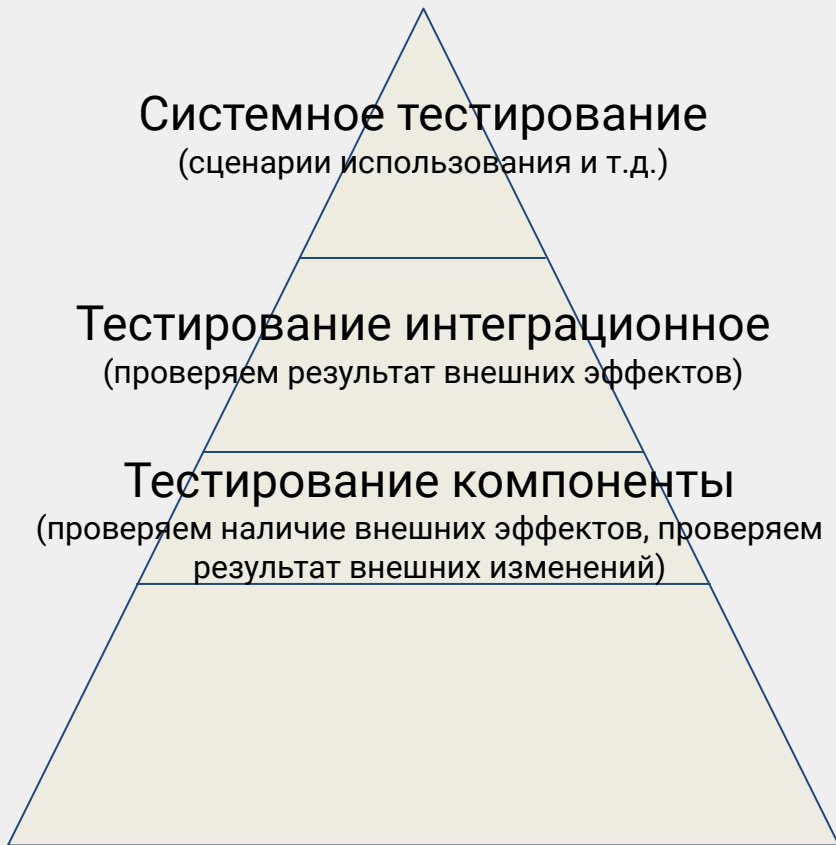 Системное тестирование
(сценарии использования и т.д.)
Тестирование интеграционное
(проверяем результат внешних эффектов)
Тестирование компоненты
(проверяем наличие внешних эффектов, проверяем
результат внешних изменений)